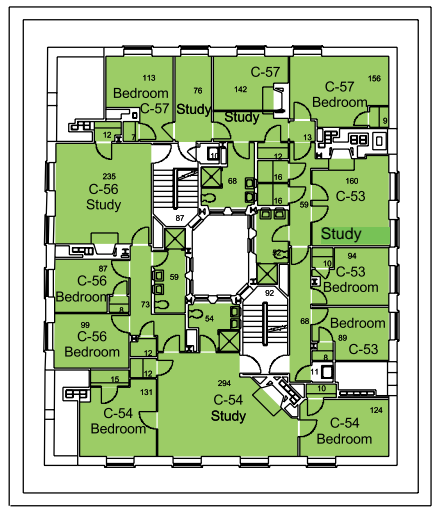 113
Bedroom
C-57
76
Study
C-57
142
Study
C-57
156
Bedroom
9
12
7
13
10
12
16
16
68
59
235
C-56
Study
87
160
C-53
Study
52
87
C-56
Bedroom
8
73
59
92
10
94
C-53
Bedroom
99
C-56
Bedroom
54
68
Bedroom
89
C-53
8
12
12
11
15
131
294
C-54
Study
10
124
C-54
Bedroom
C-54
Bedroom